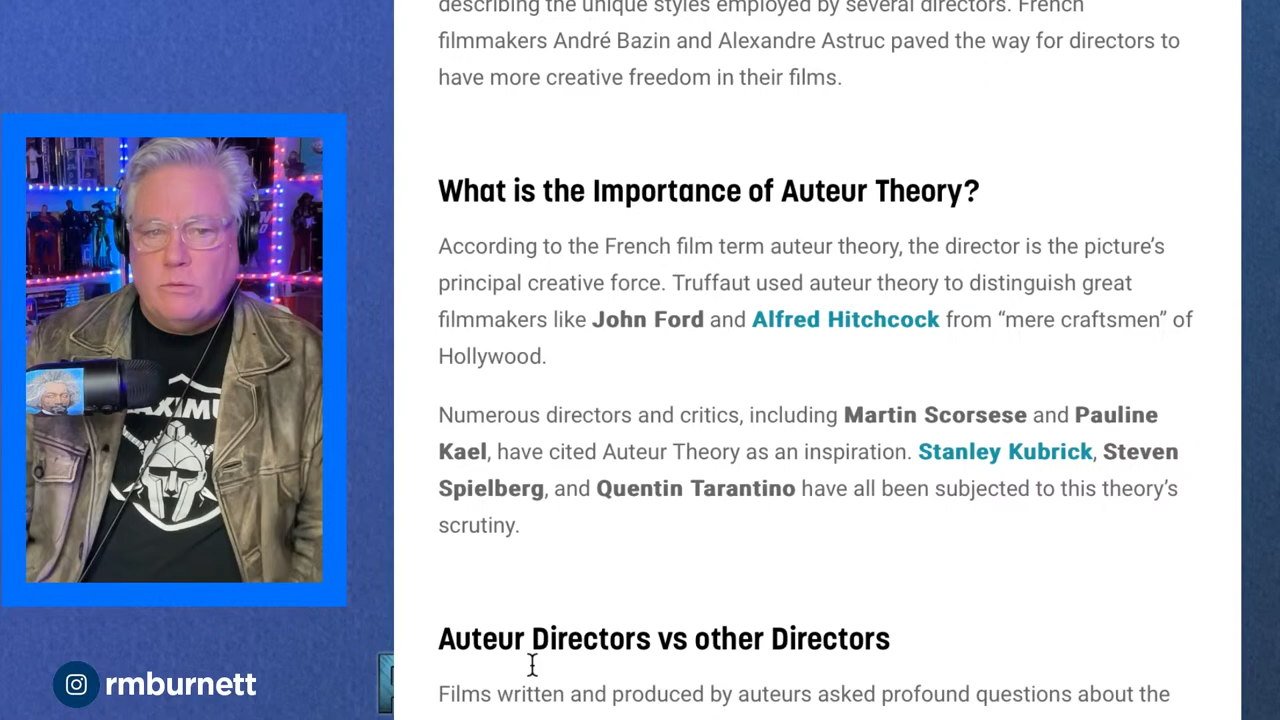 describing the unique styles employed by several directors. French
filmmakers André Bazin and Alexandre Astruc paved the way for directors to
have more creative freedom in their films.
What is the Importance of Auteur Theory?
According to the French film term auteur theory, the director is the picture’s
principal creative force. Truffaut used auteur theory to distinguish great
filmmakers like John Ford and Alfred Hitchcock from “mere craftsmen” of
Hollywood.
Numerous directors and critics, including Martin Scorsese and Pauline
Kael, have cited Auteur Theory as an inspiration. Stanley Kubrick, Steven
Spielberg, and Quentin Tarantino have all been subjected to this theory’s
scrutiny.
Auteur Directors vs other Directors
Films written and produced by auteurs asked profound questions about the
rmburnett